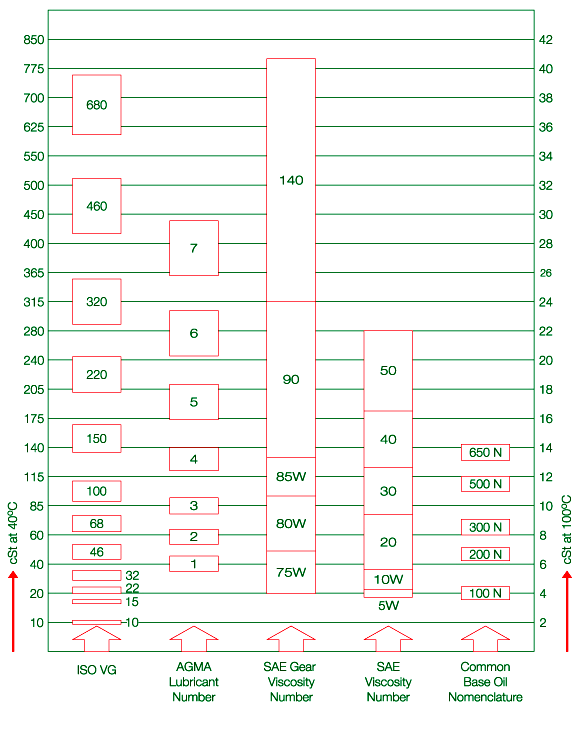 850 42
775 40
700 680 38
625 36
550 34
500 140 32
450 460 30
400 7 28
365 26
315 320 24
280 6 22
240 220 50 20
205 90 18
175 5 16
140 150 40 650 N 14
4
115 100 85W 30 500 N 12
85 3 10
68 80W 300 N
60 2 20 8
46 200 N
40 1 6
32 75W 10W
20 22 100 N 4
15 5W
10 10 2
cSt at 40ºC
cSt at 100ºC
ISO VG
AGMA
Lubricant
Number
SAE Gear
Viscosity
Number
SAE
Viscosity
Number
Common
Base Oil
Nomenclature